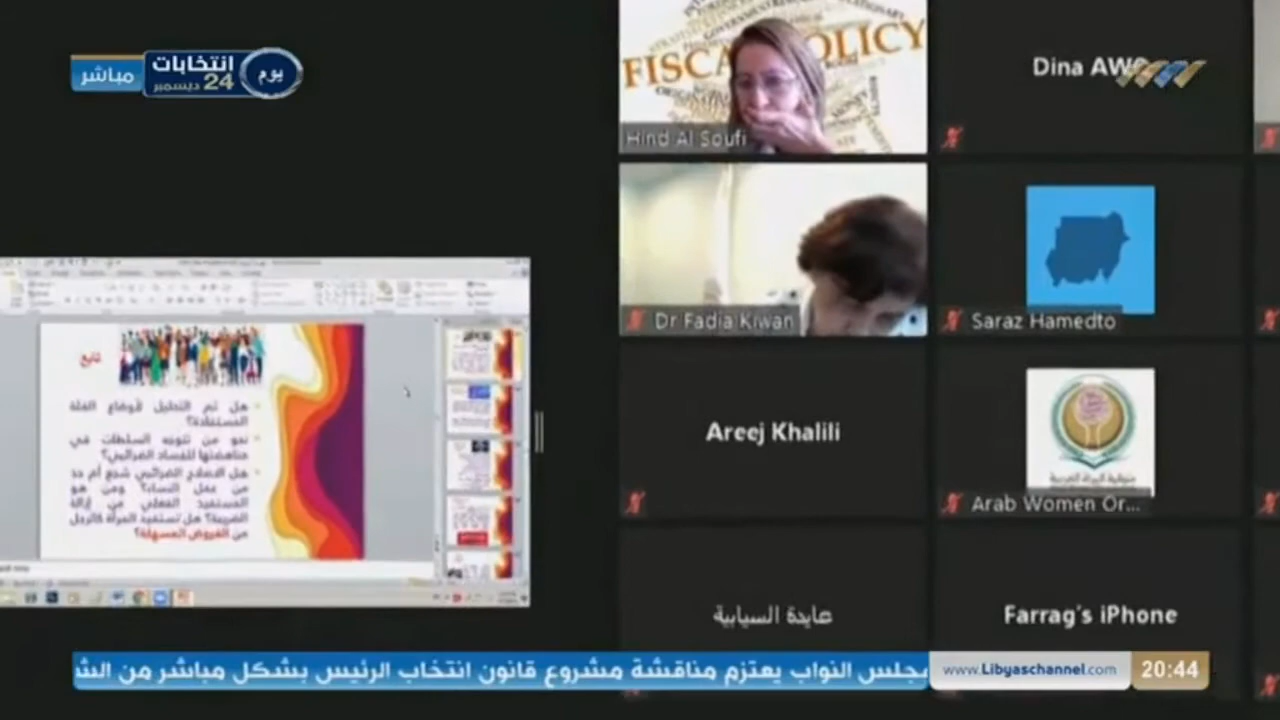 مباشر
انتخابات
24 ديسمبر
يوم
FISCAL POLICY
Hind Al Soufi
Dina AWO
Dr Fadia Kiwan
Saraz Hamedto
Areej Khalili
Arab Women Or...
عايدة السيابية
Farrag's iPhone
تابع
هل تم التحليل لأوضاع الفئة
المستفادة؟
نحو من تتوجه السلطات في
مناهضتها للفساد الضرائبي؟
هل الاصلاح الضرائبي شجع أم حد
من عمل النساء؟ ومن هو
المستفيد الفعلي من إزالة
الضريبة؟ هل تستفيد المرأة كالرجل
من القروض المسهلة؟
مجلس النواب يعتزم مناقشة مشروع قانون انتخاب الرئيس بشكل مباشر من الش
www.Libyaschannel.com
20:44